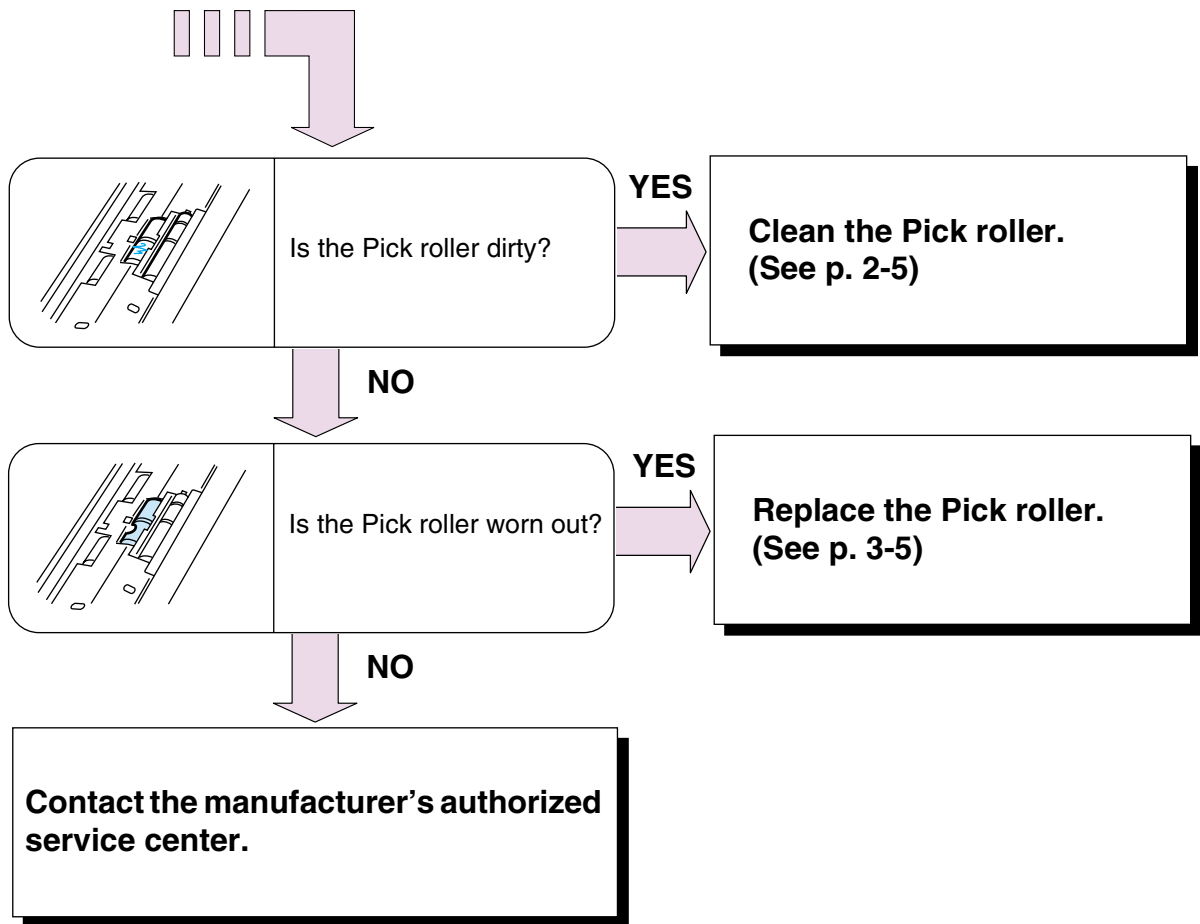 Is the Pick roller dirty?
YES
Clean the Pick roller.
(See p. 2-5)
NO
Is the Pick roller worn out?
YES
Replace the Pick roller.
(See p. 3-5)
NO
Contact the manufacturer’s authorized
service center.